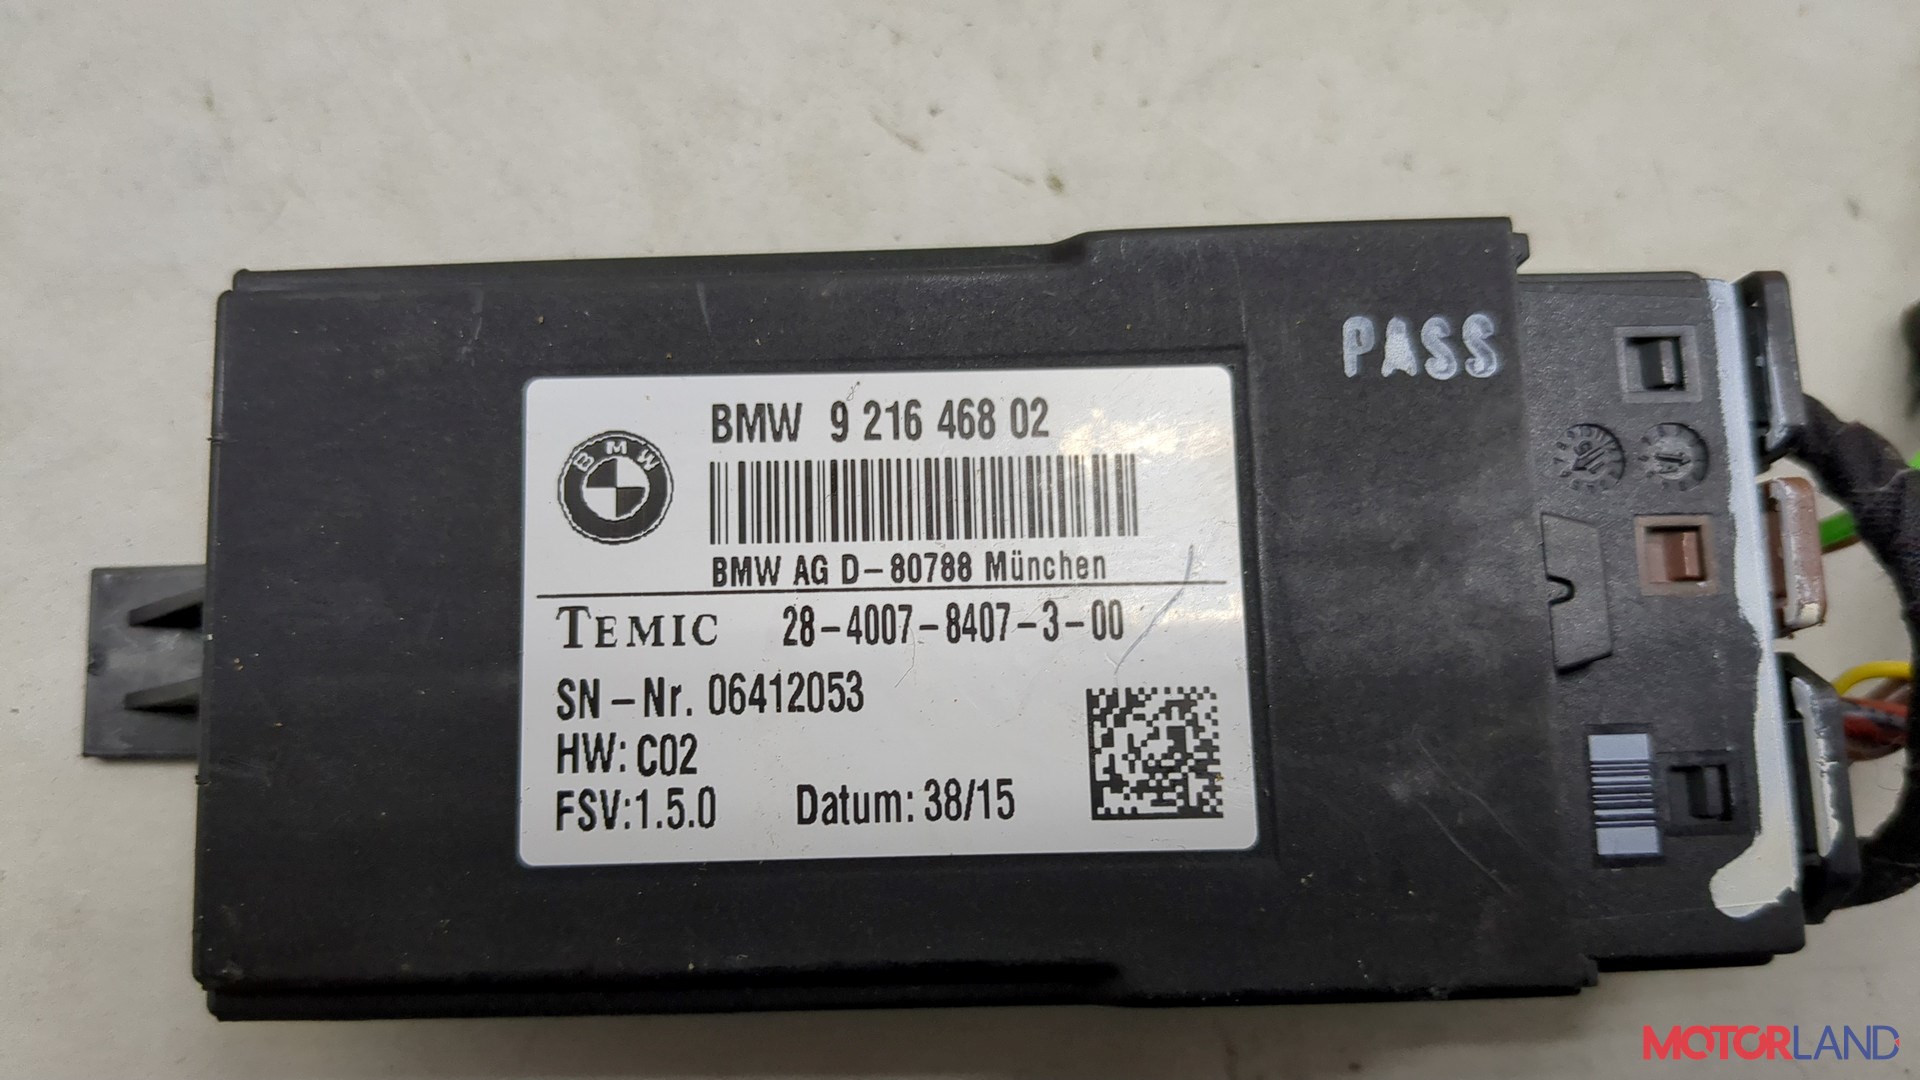 PASS
BMW 9 216 468 02
BMW
BMW AG D-80788 München
TEMIC 28-4007-8407-3-00
SN-Nr. 06412053
HW: C02
FSV:1.5.0 Datum: 38/15
MOTORLAND